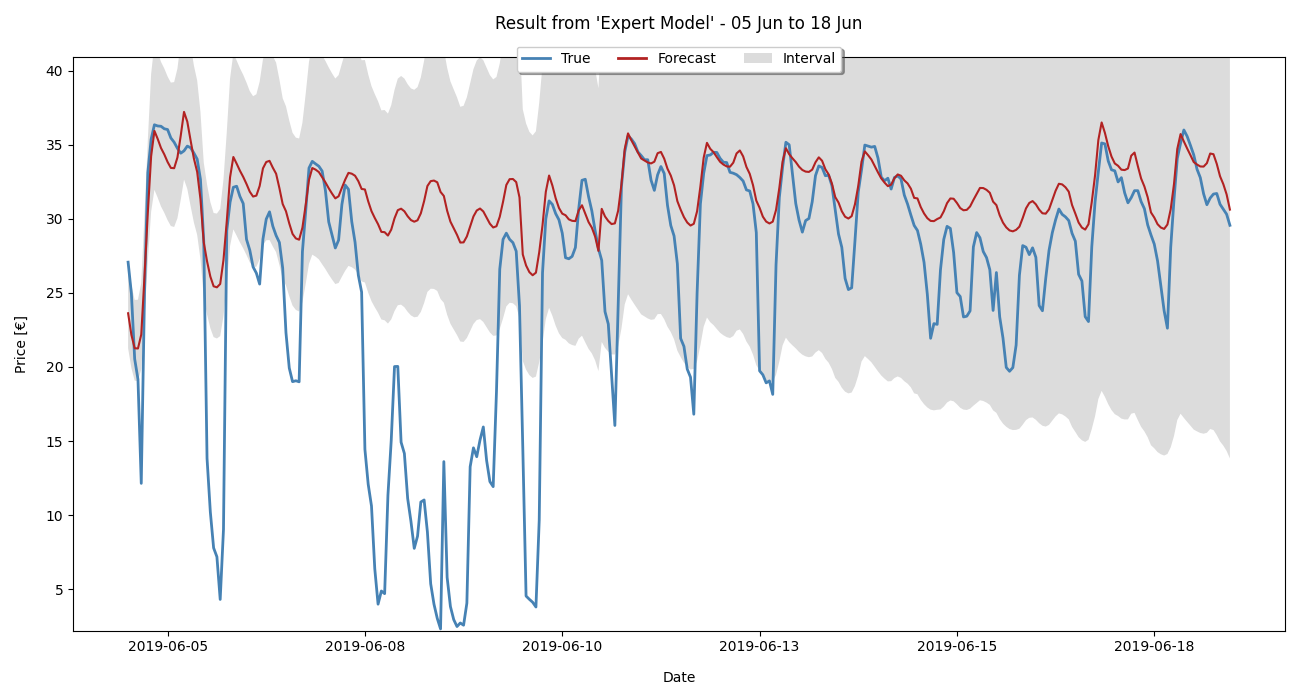 Result from 'Expert Model' - 05 Jun to 18 Jun
True Forecast Interval
40
35
30
25
20
15
10
5
Price [€]
2019-06-05 2019-06-08 2019-06-10 2019-06-13 2019-06-15 2019-06-18
Date